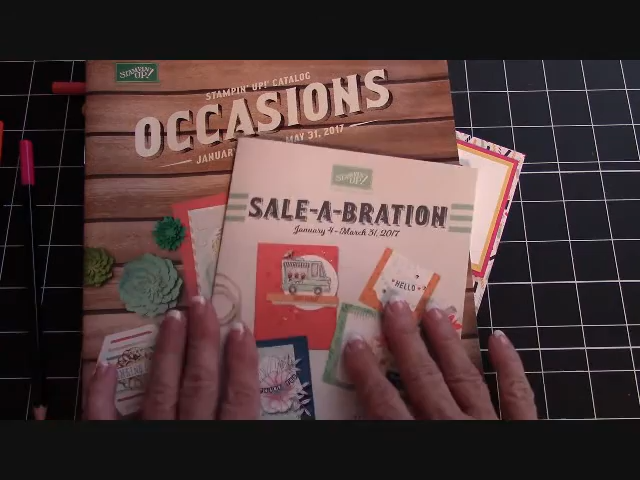 STAMPIN' UP!
STAMPIN' UP! CATALOG
OCCASIONS
MAY 31, 2017
STAMPIN' UP!
SALE-A-BRATION
January 4 - March 31, 2017
"HELLO"